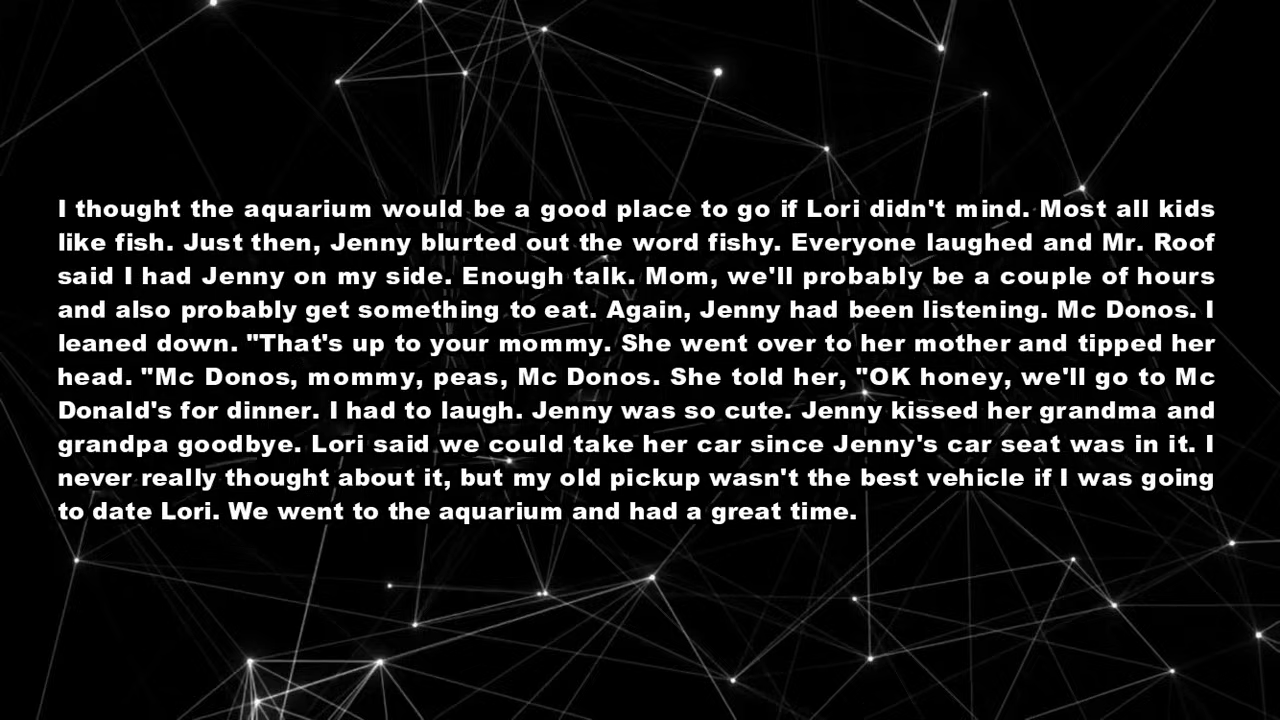 I thought the aquarium would be a good place to go if Lori didn't mind. Most all kids
like fish. Just then, Jenny blurted out the word fishy. Everyone laughed and Mr. Roof
said I had Jenny on my side. Enough talk. Mom, we'll probably be a couple of hours
and also probably get something to eat. Again, Jenny had been listening. Mc Donos. I
leaned down. "That's up to your mommy. She went over to her mother and tipped her
head. "Mc Donos, mommy, peas, Mc Donos. She told her, "OK honey, we'll go to Mc
Donald's for dinner. I had to laugh. Jenny was so cute. Jenny kissed her grandma and
grandpa goodbye. Lori said we could take her car since Jenny's car seat was in it. I
never really thought about it, but my old pickup wasn't the best vehicle if I was going
to date Lori. We went to the aquarium and had a great time.